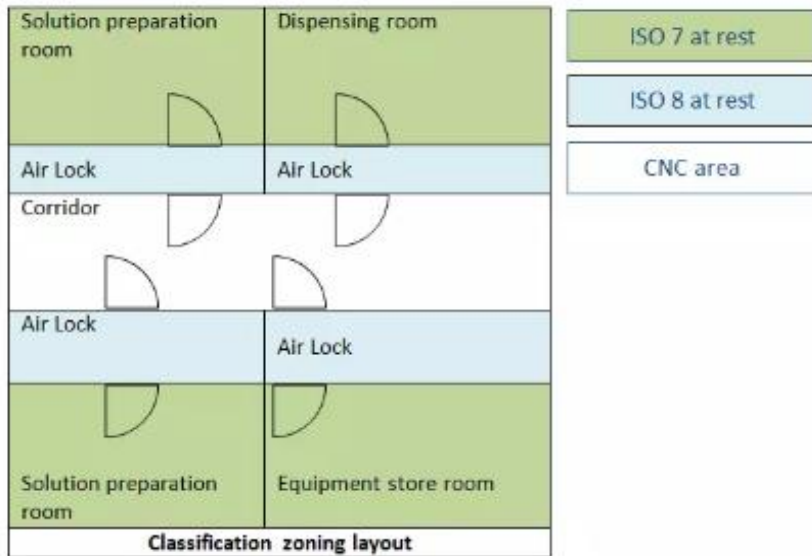 Solution preparation
room
Dispensing room
ISO 7 at rest
ISO 8 at rest
CNC area
Air Lock
Air Lock
Corridor
Air Lock
Air Lock
Solution preparation
room
Equipment store room
Classification zoning layout